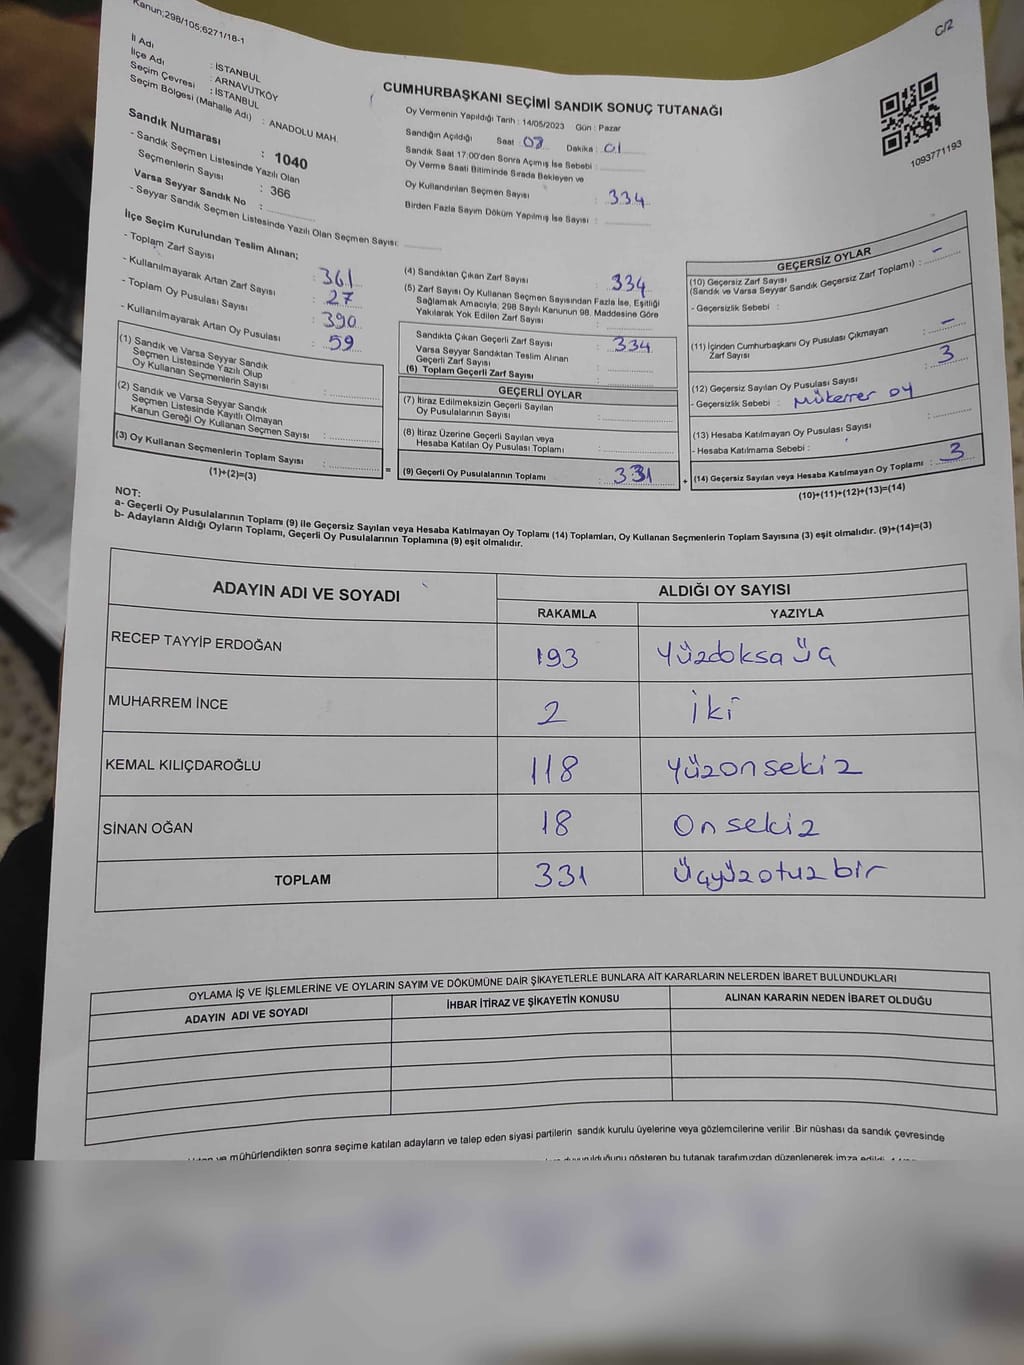 Kanun;298/105;6271/18-1
C/2
İl Adı : İSTANBUL
İlçe Adı : ARNAVUTKÖY
Seçim Çevresi : İSTANBUL
Seçim Bölgesi (Mahalle Adı) : ANADOLU MAH.
Sandık Numarası : 1040
- Sandık Seçmen Listesinde Yazılı Olan Seçmenlerin Sayısı : 366
Varsa Seyyar Sandık No :
- Seyyar Sandık Seçmen Listesinde Yazılı Olan Seçmen Sayısı:
CUMHURBAŞKANI SEÇİMİ SANDIK SONUÇ TUTANAĞI
Oy Vermenin Yapıldığı Tarih : 14/05/2023 Gün : Pazar
Sandığın Açıldığı Saat 08 Dakika : 01
Sandık Saat 17:00'den Sonra Açımış İse Sebebi :
Oy Verme Saati Bitiminde Sırada Bekleyen ve
Oy Kullandırılan Seçmen Sayısı : 334
Birden Fazla Sayım Döküm Yapılmış İse Sayısı :
1093771193
İlçe Seçim Kurulundan Teslim Alınan;
- Toplam Zarf Sayısı : 361
- Kullanılmayarak Artan Zarf Sayısı : 27
- Toplam Oy Pusulası Sayısı : 390
- Kullanılmayarak Artan Oy Pusulası : 59
(1) Sandık ve Varsa Seyyar Sandık
Seçmen Listesinde Yazılı Olup
Oy Kullanan Seçmenlerin Sayısı :
(2) Sandık ve Varsa Seyyar Sandık
Seçmen Listesinde Kayıtlı Olmayan
Kanun Gereği Oy Kullanan Seçmen Sayısı :
(3) Oy Kullanan Seçmenlerin Toplam Sayısı :
(1)+(2)=(3)
=
(4) Sandıktan Çıkan Zarf Sayısı : 334
(5) Zarf Sayısı Oy Kullanan Seçmen Sayısından Fazla İse, Eşitliği
Sağlamak Amacıyla; 298 Sayılı Kanunun 98. Maddesine Göre
Yakılarak Yok Edilen Zarf Sayısı :
Sandıkta Çıkan Geçerli Zarf Sayısı : 334
Varsa Seyyar Sandıktan Teslim Alınan
Geçerli Zarf Sayısı :
(6) Toplam Geçerli Zarf Sayısı :
GEÇERLİ OYLAR
(7) İtiraz Edilmeksizin Geçerli Sayılan
Oy Pusulalarının Sayısı :
(8) İtiraz Üzerine Geçerli Sayılan veya
Hesaba Katılan Oy Pusulası Toplamı :
(9) Geçerli Oy Pusulalarının Toplamı : 331
+
GEÇERSİZ OYLAR
(10) Geçersiz Zarf Sayısı
(Sandık ve Varsa Seyyar Sandık Geçersiz Zarf Toplamı) : -
- Geçersizlik Sebebi :
(11) İçinden Cumhurbaşkanı Oy Pusulası Çıkmayan
Zarf Sayısı : -
(12) Geçersiz Sayılan Oy Pusulası Sayısı : 3
- Geçersizlik Sebebi : Mükerrer oy
(13) Hesaba Katılmayan Oy Pusulası Sayısı :
- Hesaba Katılmama Sebebi :
(14) Geçersiz Sayılan veya Hesaba Katılmayan Oy Toplamı : 3
(10)+(11)+(12)+(13)=(14)
NOT:
a- Geçerli Oy Pusulalarının Toplamı (9) ile Geçersiz Sayılan veya Hesaba Katılmayan Oy Toplamı (14) Toplamları, Oy Kullanan Seçmenlerin Toplam Sayısına (3) eşit olmalıdır. (9)+(14)=(3)
b- Adayların Aldığı Oyların Toplamı, Geçerli Oy Pusulalarının Toplamına (9) eşit olmalıdır.
ADAYIN ADI VE SOYADI ALDIĞI OY SAYISI
RAKAMLA YAZIYLA
RECEP TAYYİP ERDOĞAN 193 Yüzdoksa üç
MUHARREM İNCE 2 iki
KEMAL KILIÇDAROĞLU 118 Yüzonsekiz
SİNAN OĞAN 18 Onsekiz
TOPLAM 331 Üçyüzotuzbir
OYLAMA İŞ VE İŞLEMLERİNE VE OYLARIN SAYIM VE DÖKÜMÜNE DAİR ŞİKAYETLERLE BUNLARA AİT KARARLARIN NELERDEN İBARET BULUNDUKLARI
ADAYIN ADI VE SOYADI İHBAR İTİRAZ VE ŞİKAYETİN KONUSU ALINAN KARARIN NEDEN İBARET OLDUĞU
ve mühürlendikten sonra seçime katılan adayların ve talep eden siyasi partilerin sandık kurulu üyelerine veya gözlemcilerine verilir .Bir nüshası da sandık çevresinde
duyurulduğunu gösteren bu tutanak tarafımızdan düzenlenerek imza edildi.